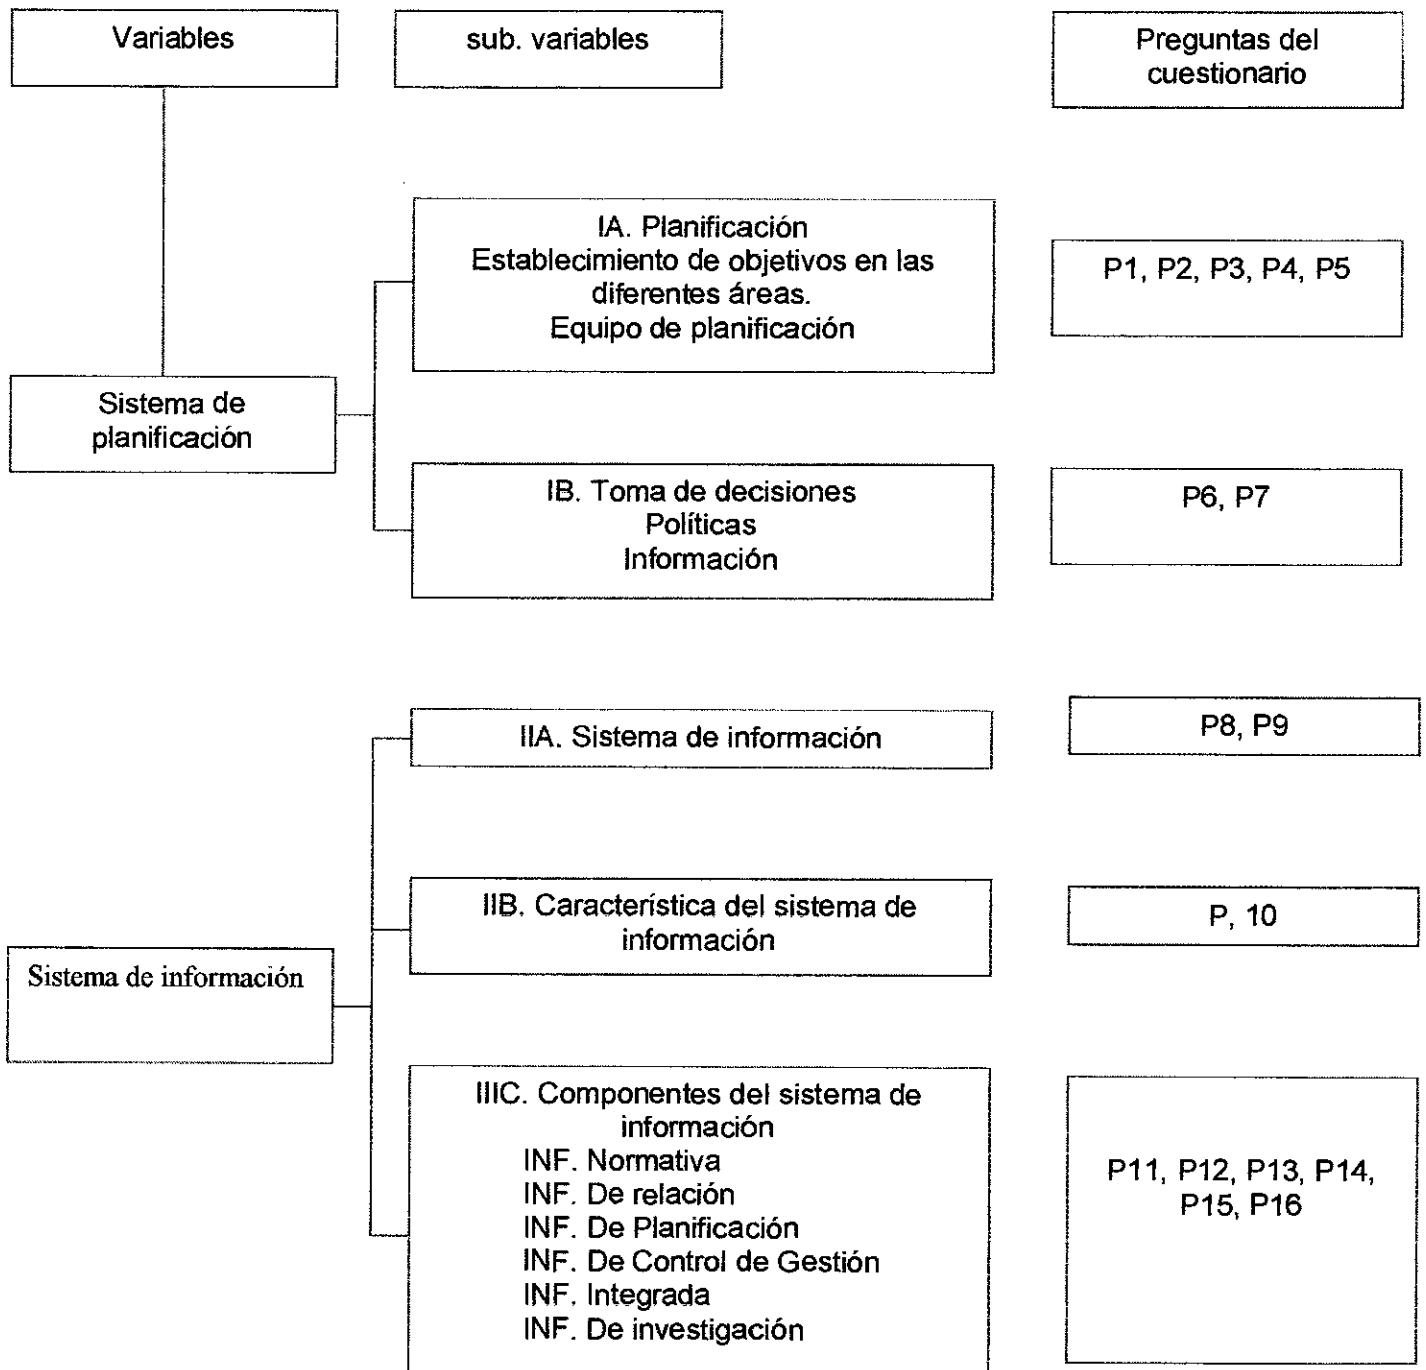 Variables
sub. variables
Preguntas del
cuestionario
IA. Planificación
Establecimiento de objetivos en las
diferentes áreas.
Equipo de planificación
P1, P2, P3, P4, P5
Sistema de
planificación
IB. Toma de decisiones
Políticas
Información
P6, P7
IIA. Sistema de información
P8, P9
IIB. Característica del sistema de
información
P, 10
Sistema de información
IIIC. Componentes del sistema de
información
INF. Normativa
INF. De relación
INF. De Planificación
INF. De Control de Gestión
INF. Integrada
INF. De investigación
P11, P12, P13, P14,
P15, P16